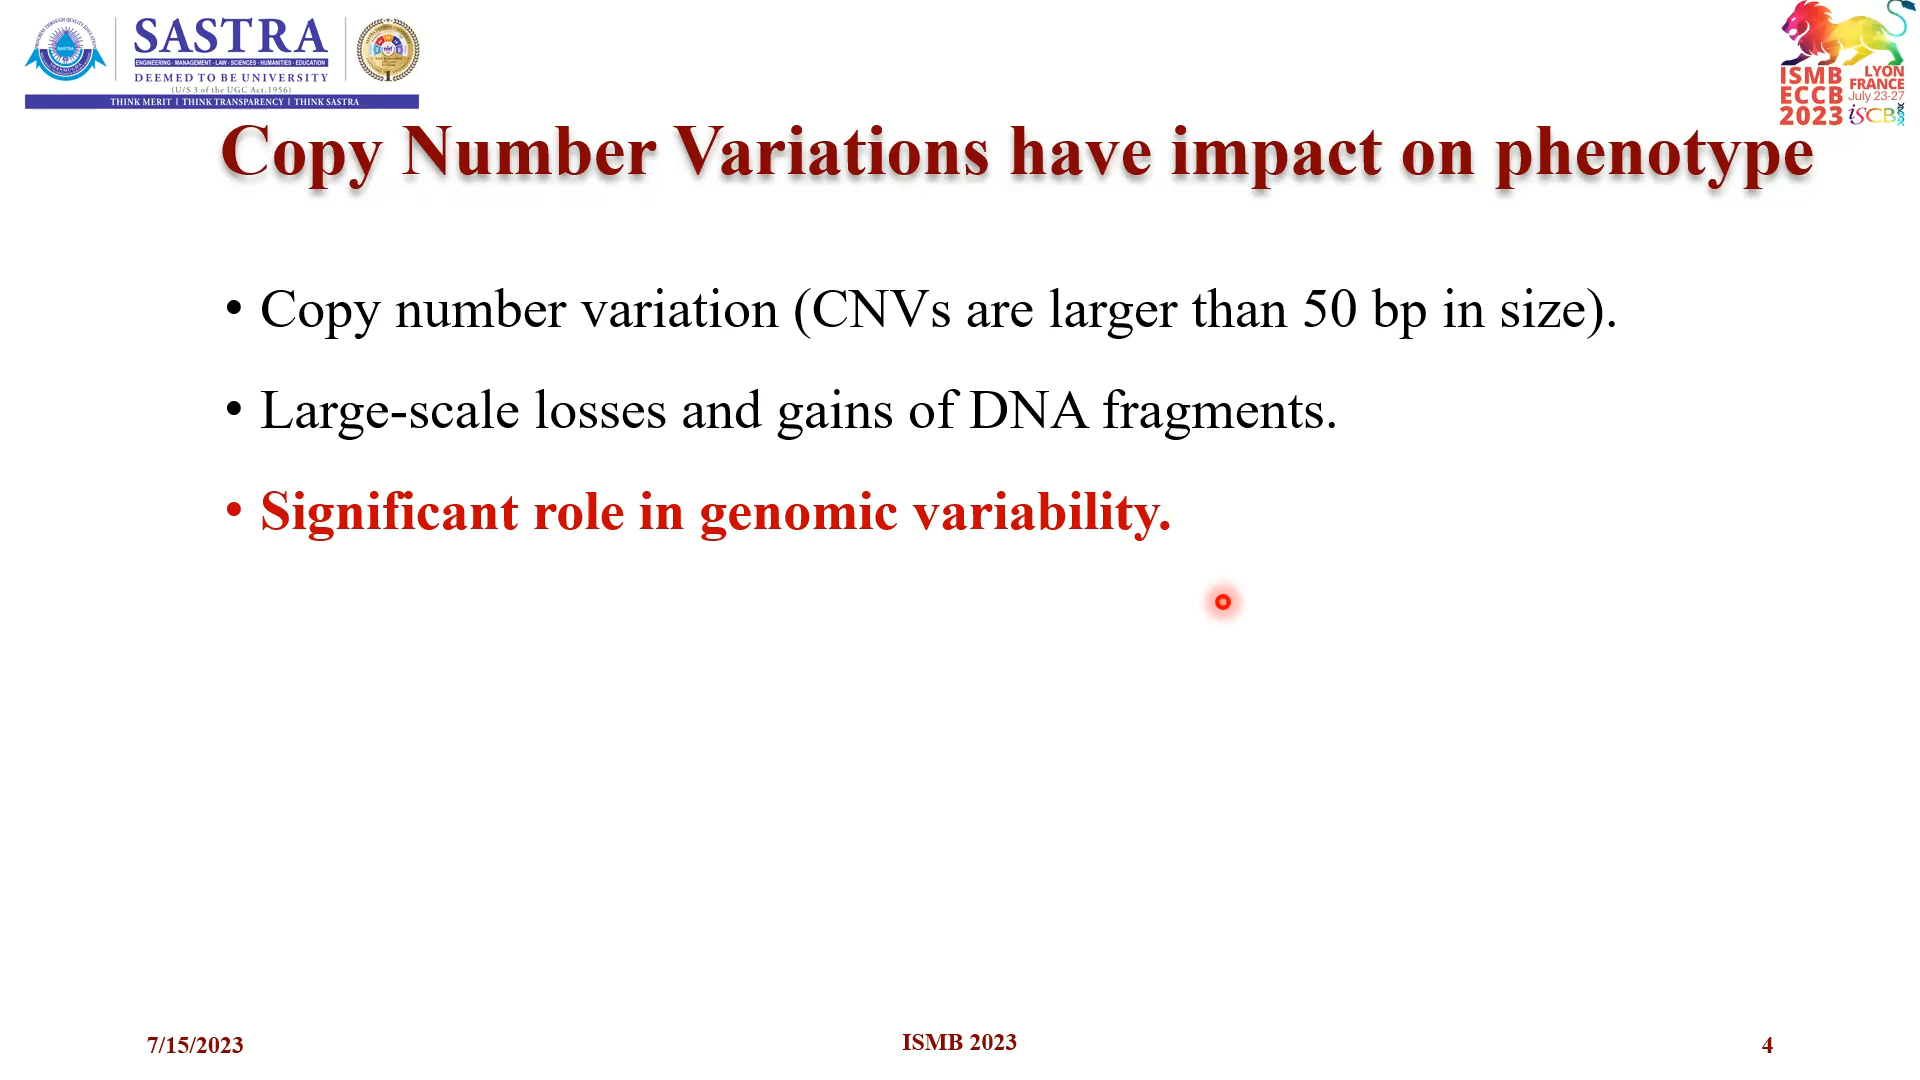 SASTRA
ENGINEERING · MANAGEMENT · LAW · SCIENCES · HUMANITIES · EDUCATION
DEEMED TO BE UNIVERSITY
(U/S 3 of the UGC Act, 1956)
THINK MERIT | THINK TRANSPARENCY | THINK SASTRA
ISMB
ECCB
2023
LYON
FRANCE
July 23-27
iSCB
Copy Number Variations have impact on phenotype
• Copy number variation (CNVs are larger than 50 bp in size).
• Large-scale losses and gains of DNA fragments.
• Significant role in genomic variability.
7/15/2023
ISMB 2023
4